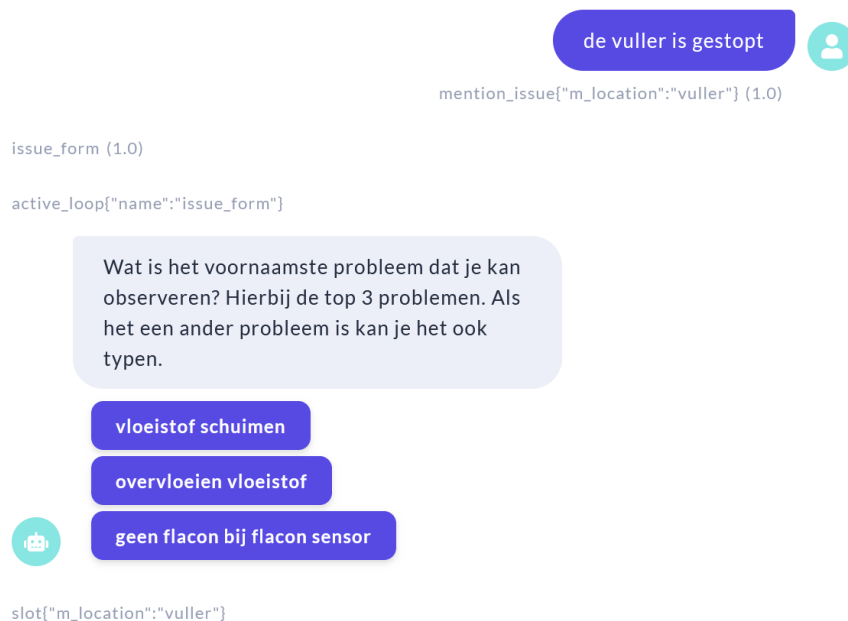 de vuller is gestopt
mention_issue{"m_location":"vuller"} (1.0)
issue_form (1.0)
active_loop{"name":"issue_form"}
Wat is het voornaamste probleem dat je kan
observeren? Hierbij de top 3 problemen. Als
het een ander probleem is kan je het ook
typen.
vloeistof schuimen
overvloeien vloeistof
geen flacon bij flacon sensor
slot{"m_location":"vuller"}